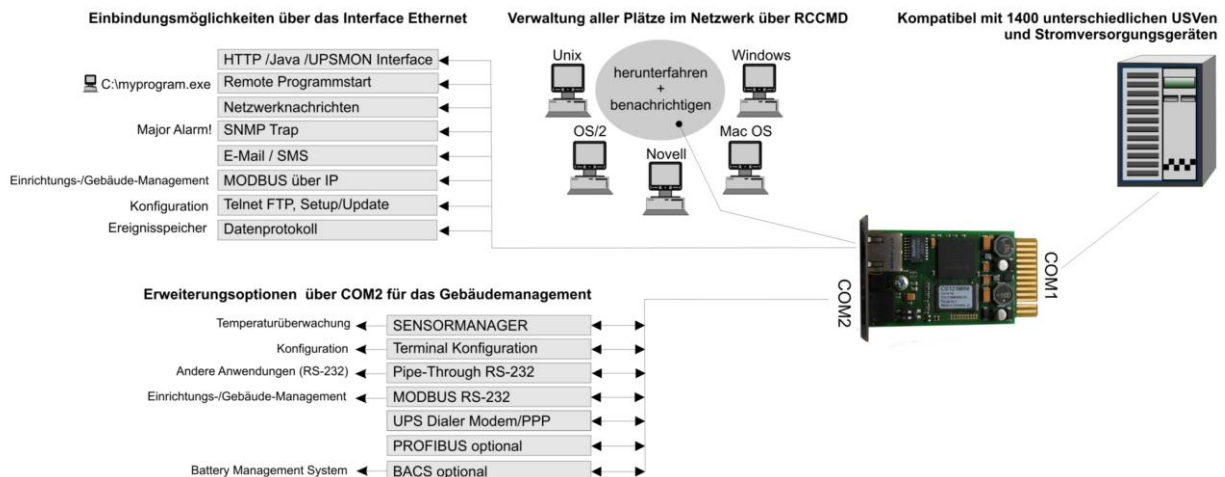 Einbindungsmöglichkeiten über das Interface Ethernet
HTTP /Java /UPSMON Interface
C:\myprogram.exe
Remote Programmstart
Netzwerknachrichten
Major Alarm!
SNMP Trap
E-Mail / SMS
Einrichtungs-/Gebäude-Management
MODBUS über IP
Konfiguration
Telnet FTP, Setup/Update
Ereignisspeicher
Datenprotokoll
Verwaltung aller Plätze im Netzwerk über RCCMD
Unix
Windows
herunterfahren
+
benachrichtigen
OS/2
Mac OS
Novell
Kompatibel mit 1400 unterschiedlichen USVen
und Stromversorgungsgeräten
COM1
COM2
Erweiterungsoptionen über COM2 für das Gebäudemanagement
Temperaturüberwachung
SENSORMANAGER
Konfiguration
Terminal Konfiguration
Andere Anwendungen (RS-232)
Pipe-Through RS-232
Einrichtungs-/Gebäude-Management
MODBUS RS-232
UPS Dialer Modem/PPP
PROFIBUS optional
Battery Management System
BACS optional